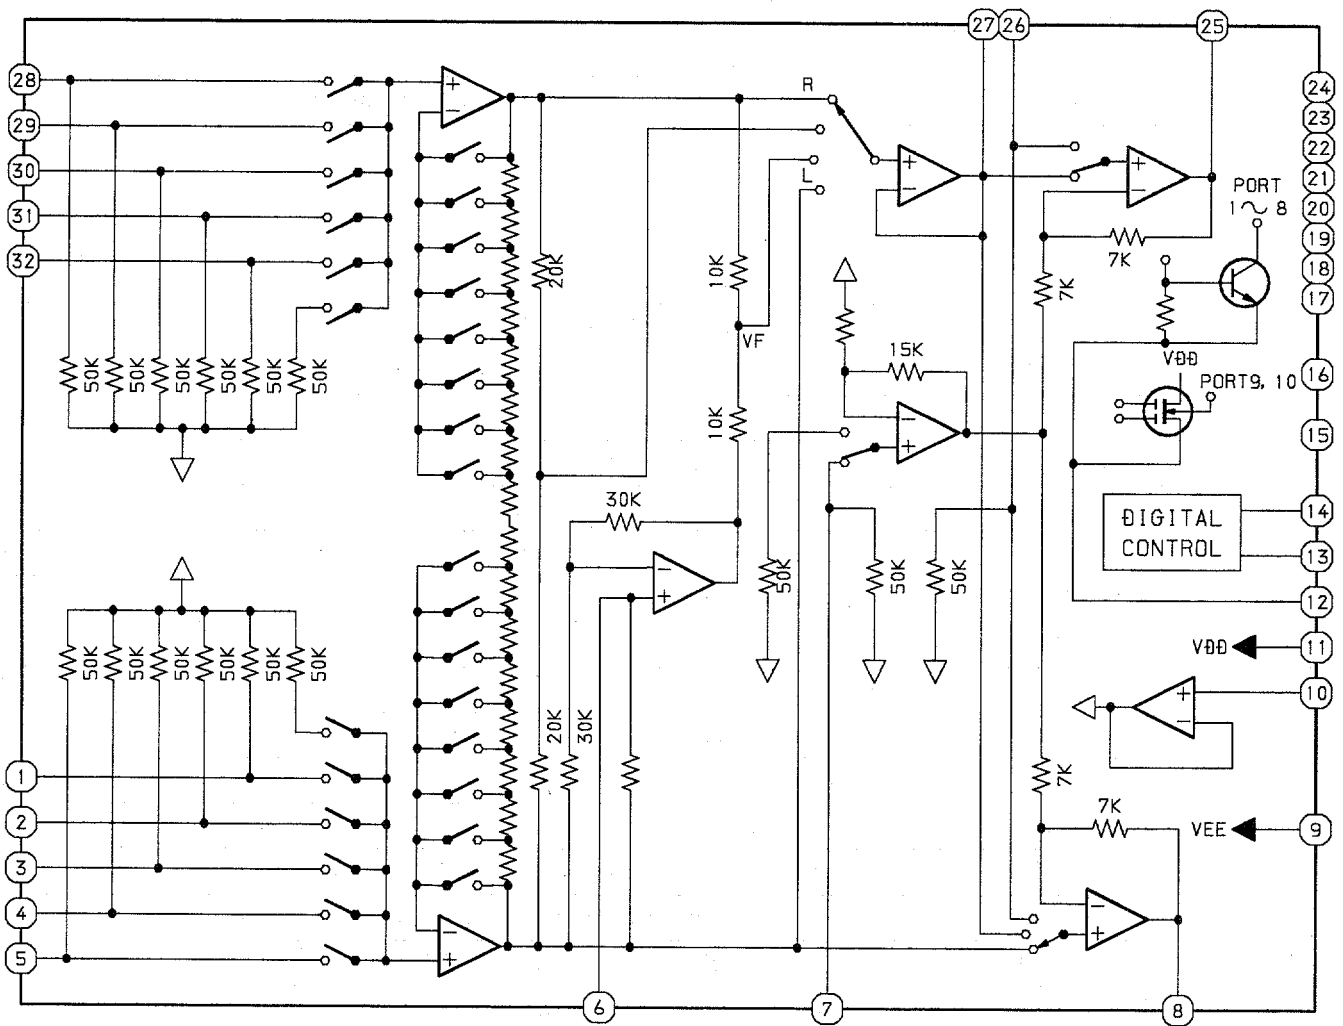 27 26 25
28
29
30
31
32
24
23
22
21
20
19
18
17
16
15
14
13
12
11
10
9
+
−
R
L
+
−
+
−
PORT
1〜8
20K
10K
7K
7K
VF
15K
VDD
PORT9, 10
50K 50K 50K 50K 50K 50K
10K
−
+
30K
DIGITAL
CONTROL
−
+
50K 50K 50K
50K 50K 50K 50K 50K 50K
VDD
+
−
20K 30K
7K
7K
VEE
1
2
3
4
5
−
+
−
+
6 7 8